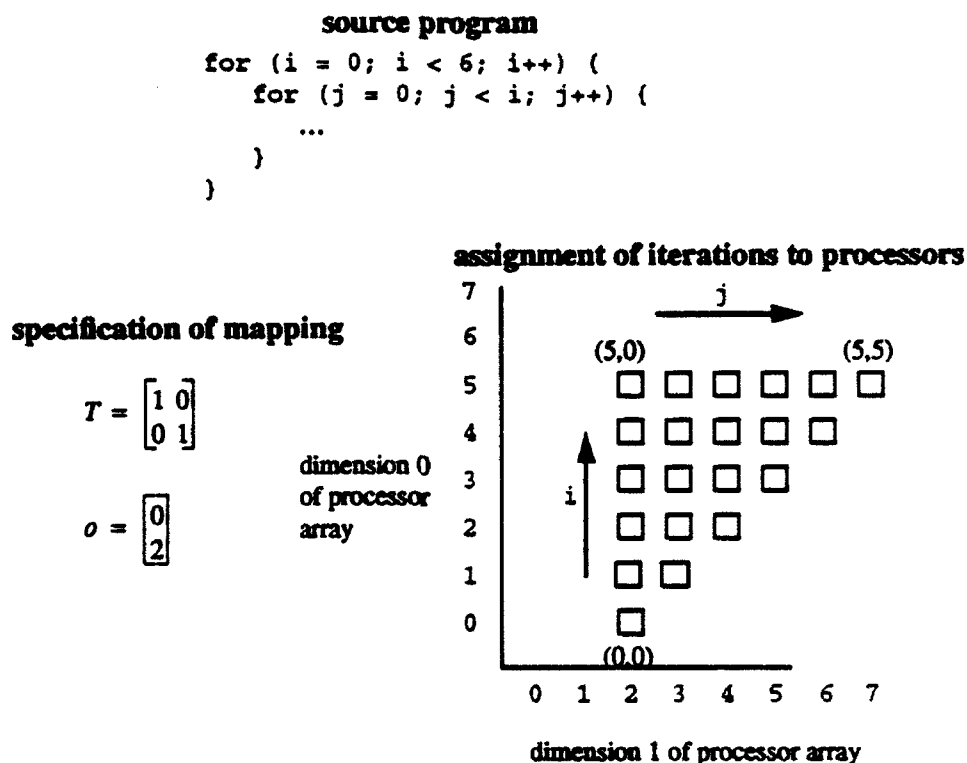 source program
for (i = 0; i < 6; i++) {
for (j = 0; j < i; j++) {
...
}
}
specification of mapping
T = [1 0
0 1]
o = [0
2]
assignment of iterations to processors
7
6
5
4
3
2
1
0
j
(5,0) (5,5)
i
(0,0)
dimension 0
of processor
array
0 1 2 3 4 5 6 7
dimension 1 of processor array